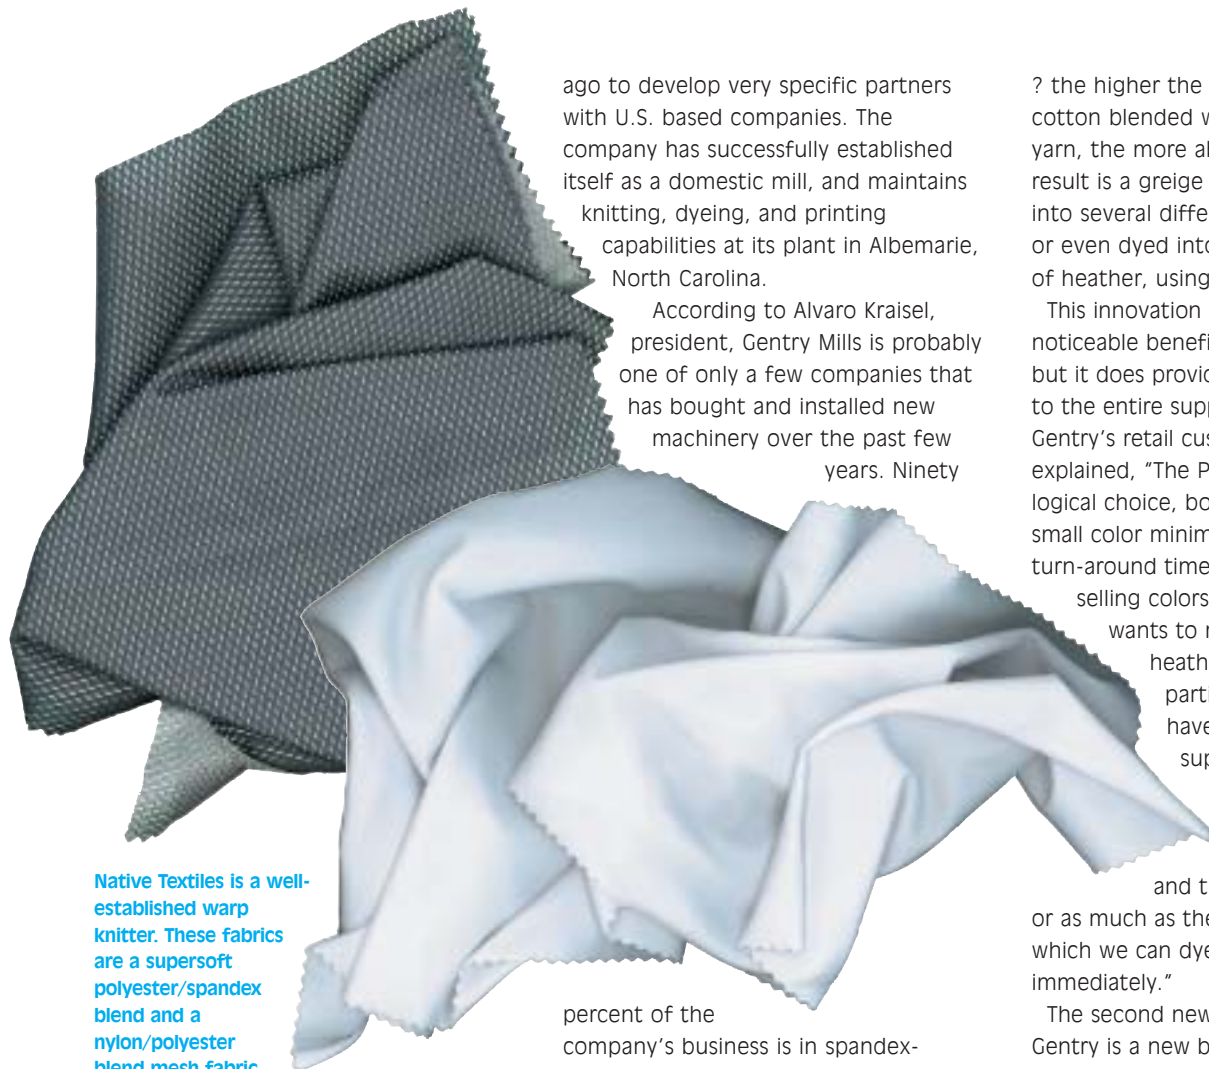 ago to develop very specific partners
with U.S. based companies. The
company has successfully established
itself as a domestic mill, and maintains
knitting, dyeing, and printing
capabilities at its plant in Albemarie,
North Carolina.
According to Alvaro Kraisel,
president, Gentry Mills is probably
one of only a few companies that
has bought and installed new
machinery over the past few
years. Ninety
percent of the
company's business is in spandex-
? the higher the
cotton blended w
yarn, the more
result is a greige
into several diffe
or even dyed into
of heather, using
This innovation
noticeable benefi
but it does provid
to the entire sup
Gentry's retail cus
explained, "The P
logical choice, bo
small color minim
turn-around time
selling colors
wants to
heath
parti
have
sup
and t
or as much as the
which we can dye
immediately."
The second new
Gentry is a new b
Native Textiles is a well-
established warp
knitter. These fabrics
are a supersoft
polyester/spandex
blend and a
nylon/polyester
blend mesh fabric